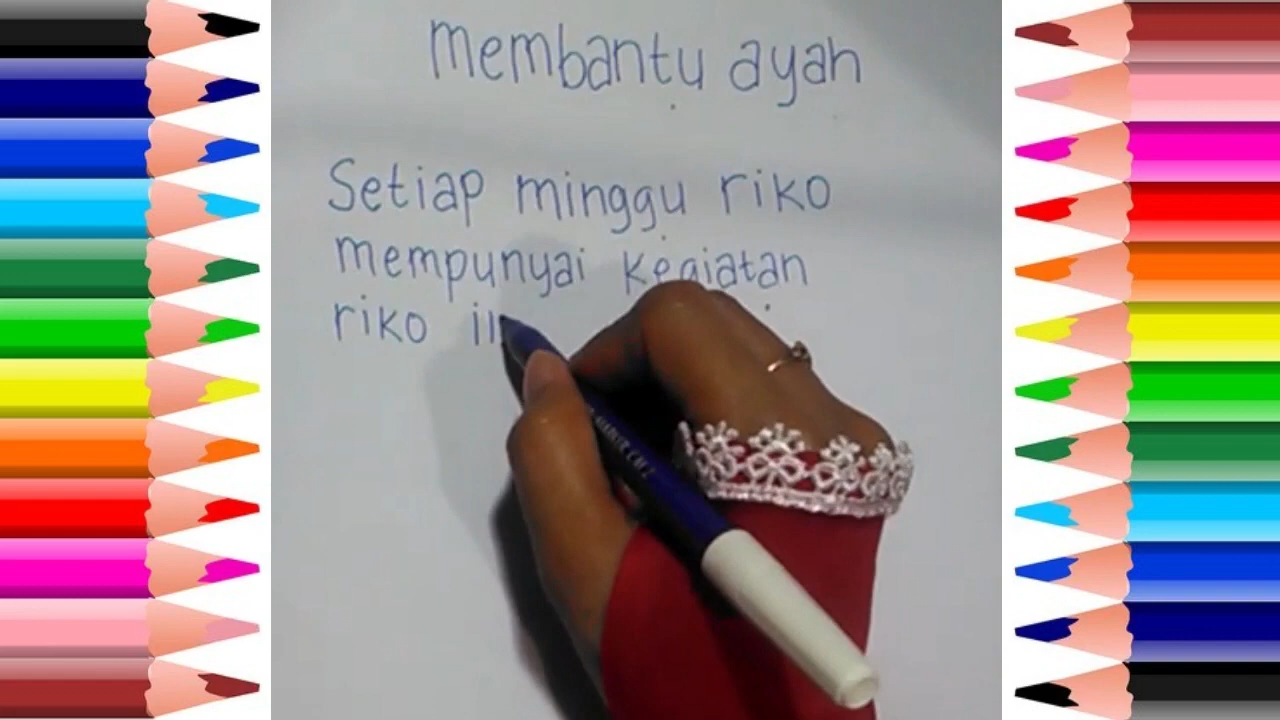 Membantu ayah
Setiap minggu riko
mempunyai kegiatan
riko